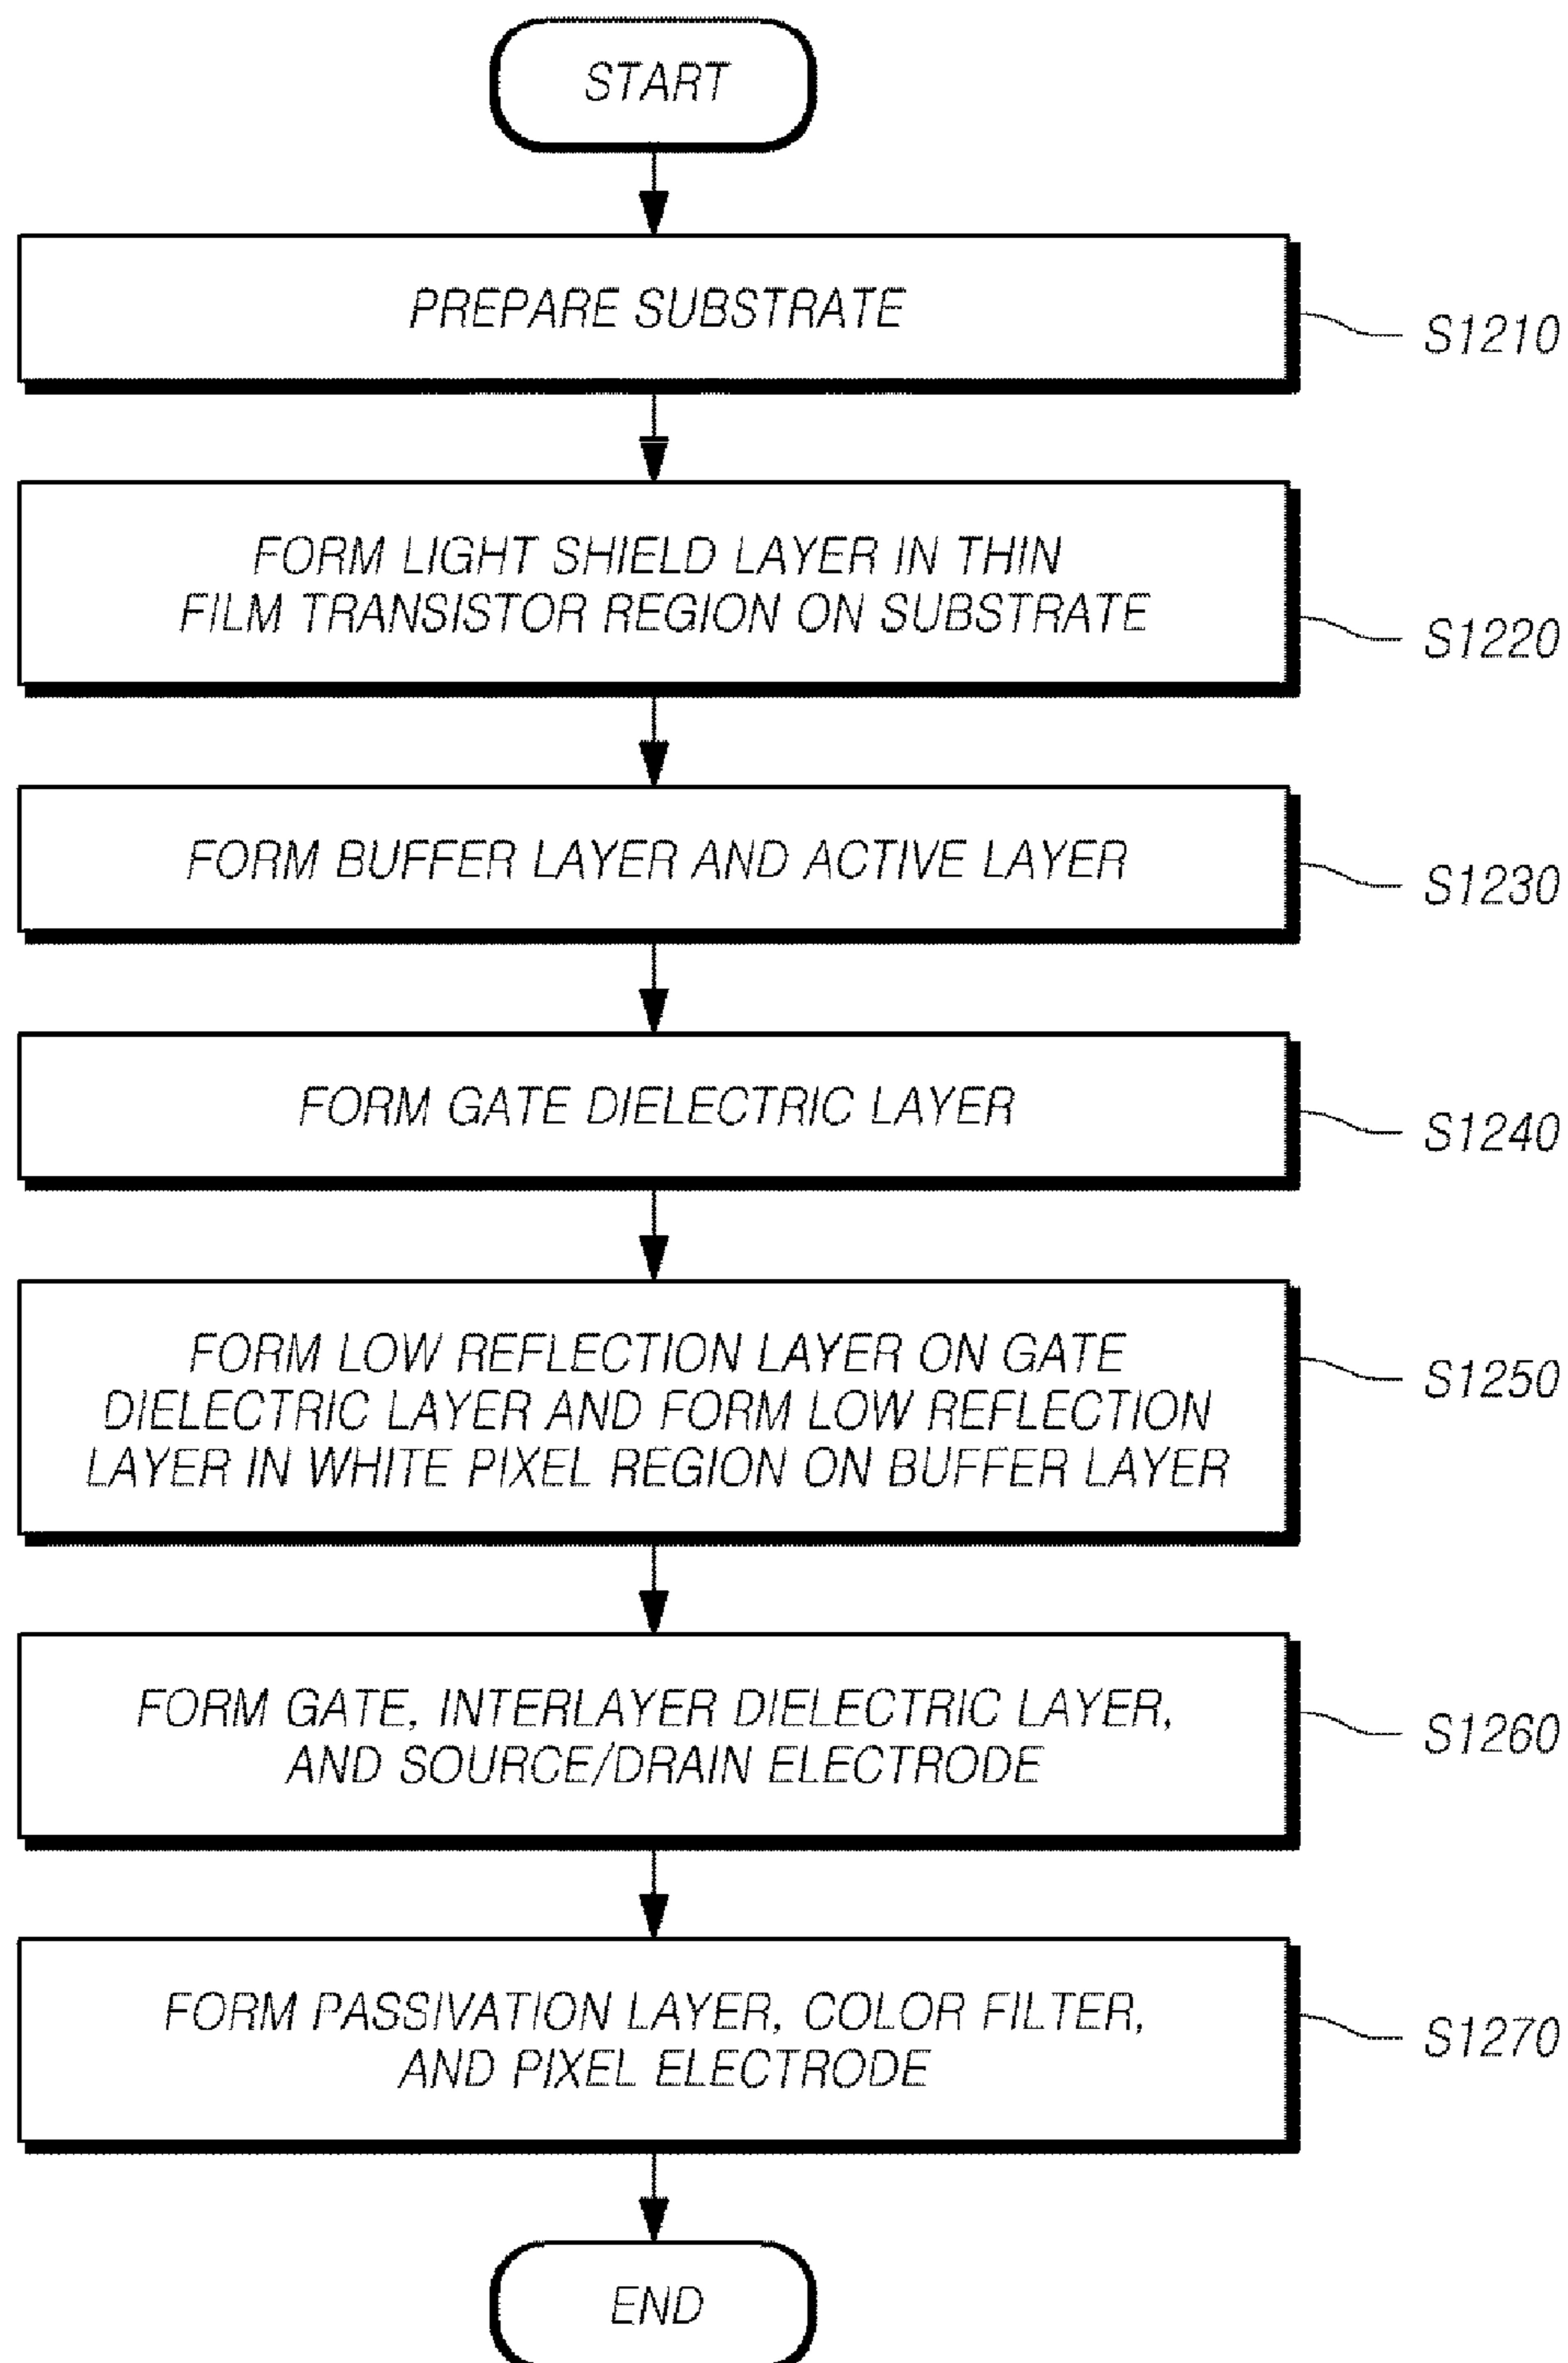 START
PREPARE SUBSTRATE
S1210
FORM LIGHT SHIELD LAYER IN THIN
FILM TRANSISTOR REGION ON SUBSTRATE
S1220
FORM BUFFER LAYER AND ACTIVE LAYER
S1230
FORM GATE DIELECTRIC LAYER
S1240
FORM LOW REFLECTION LAYER ON GATE
DIELECTRIC LAYER AND FORM LOW REFLECTION
LAYER IN WHITE PIXEL REGION ON BUFFER LAYER
S1250
FORM GATE, INTERLAYER DIELECTRIC LAYER,
AND SOURCE/DRAIN ELECTRODE
S1260
FORM PASSIVATION LAYER, COLOR FILTER,
AND PIXEL ELECTRODE
S1270
END